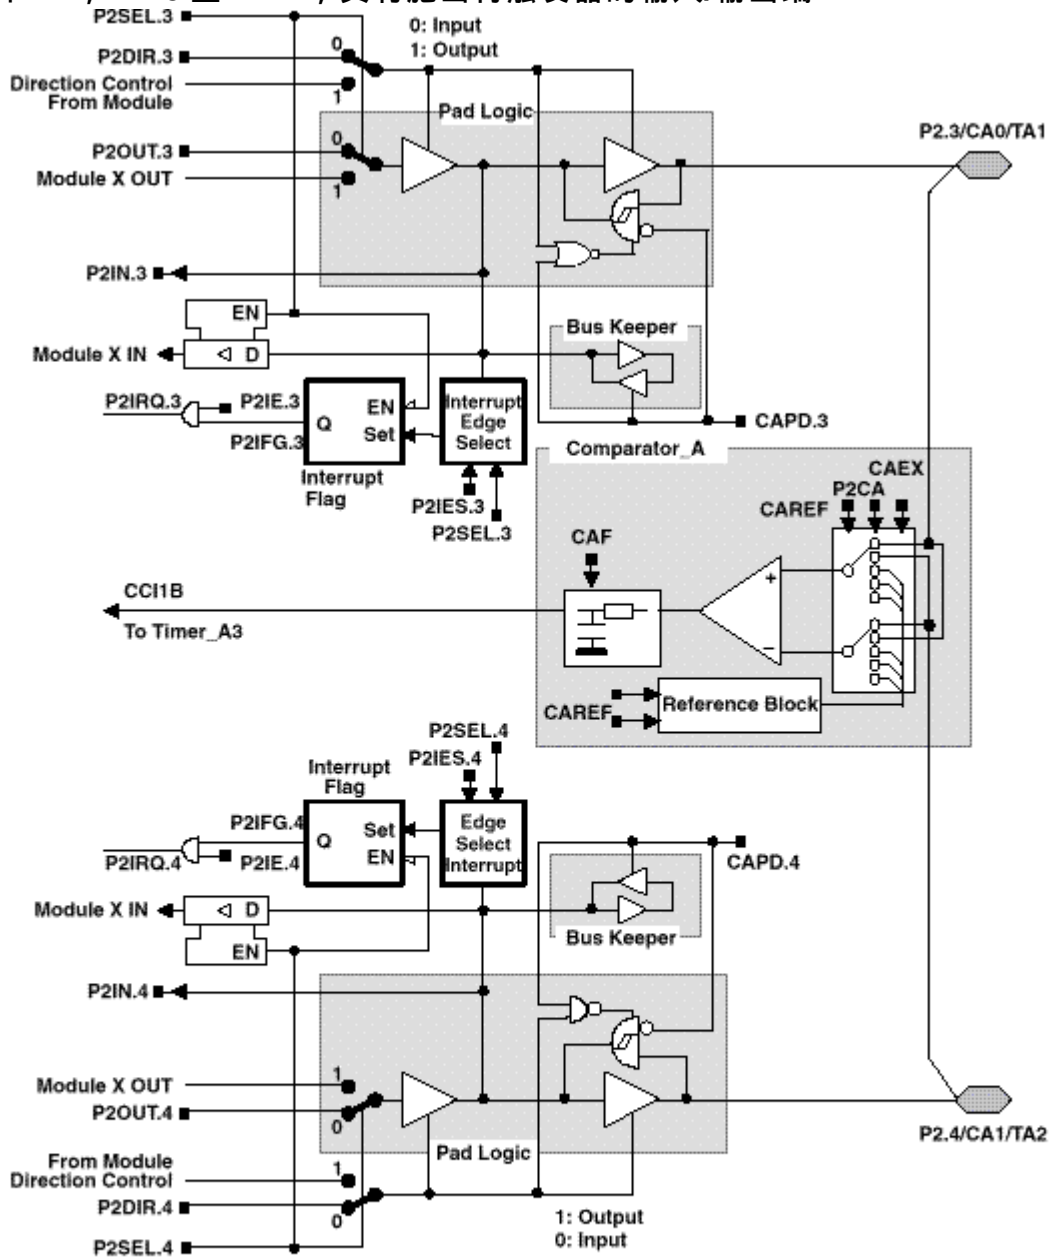 P2SEL.3
0: Input
1: Output
P2DIR.3
0
Direction Control
From Module
1
Pad Logic
P2.3/CA0/TA1
P2OUT.3
0
Module X OUT
1
P2IN.3
EN
Bus Keeper
Module X IN
D
P2IRQ.3
P2IE.3
P2IFG.3
Q
EN
Set
Interrupt
Edge
Select
CAPD.3
Interrupt
Flag
P2IES.3
P2SEL.3
Comparator_A
CAEX
P2CA
CAREF
CAF
CCI1B
To Timer_A3
+
−
Reference Block
CAREF
P2SEL.4
P2IES.4
Interrupt
Flag
P2IFG.4
P2IRQ.4
P2IE.4
Q
Set
EN
Edge
Select
Interrupt
CAPD.4
Module X IN
D
EN
Bus Keeper
P2IN.4
Module X OUT
1
P2OUT.4
0
Pad Logic
P2.4/CA1/TA2
From Module
Direction Control
1
P2DIR.4
0
1: Output
0: Input
P2SEL.4